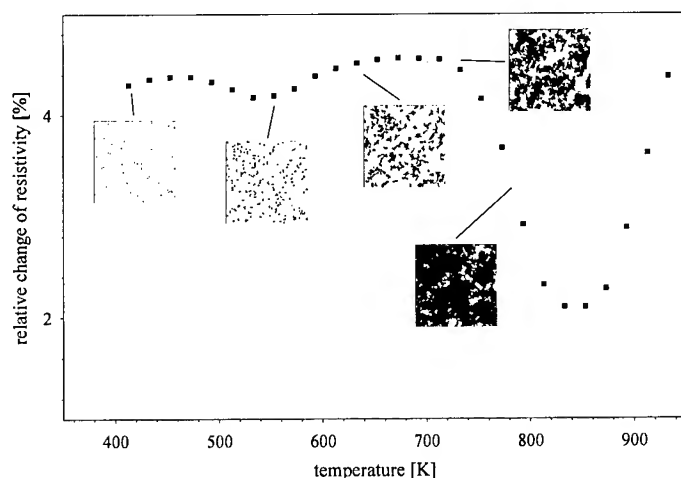 relative change of resistivity [%]
4
2
400 500 600 700 800 900
temperature [K]